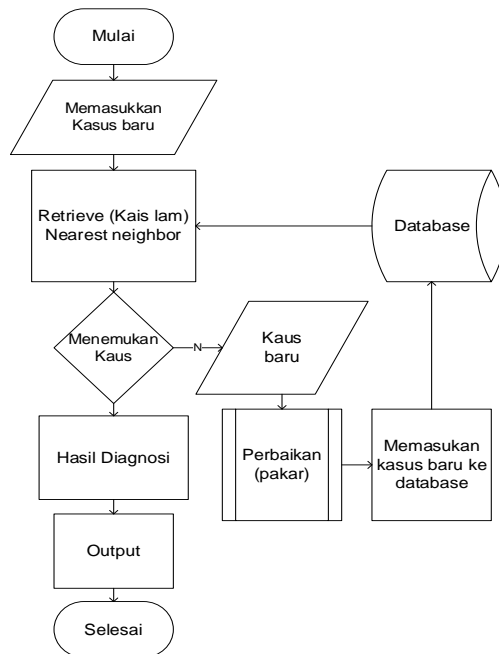 Mulai
Memasukkan
Kasus baru
Retrieve (Kais lam)
Nearest neighbor
Database
Menemukan
Kaus
N
Kaus
baru
Hasil Diagnosi
Perbaikan
(pakar)
Memasukan
kasus baru ke
database
Output
Selesai